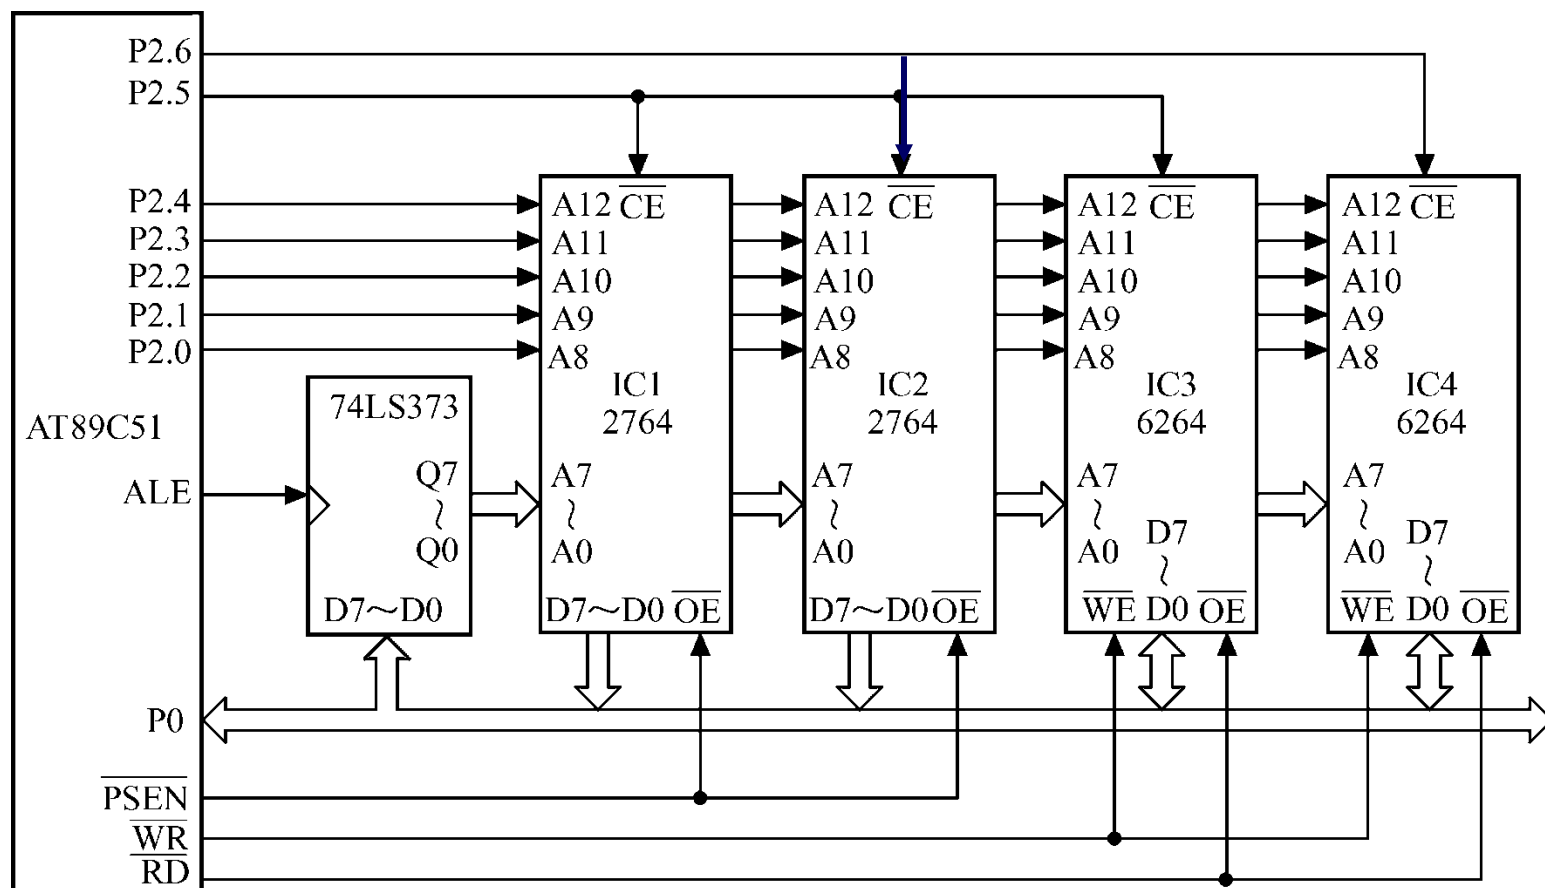 P2.6
P2.5
P2.4
P2.3
P2.2
P2.1
P2.0
AT89C51
ALE
P0
PSEN
WR
RD
74LS373
Q7
~
Q0
D7~D0
A12 CE
A11
A10
A9
A8
IC1
2764
A7
~
A0
D7~D0 OE
A12 CE
A11
A10
A9
A8
IC2
2764
A7
~
A0
D7~D0 OE
A12 CE
A11
A10
A9
A8
IC3
6264
A7
~
A0
D7
~
WE D0 OE
A12 CE
A11
A10
A9
A8
IC4
6264
A7
~
A0
D7
~
WE D0 OE